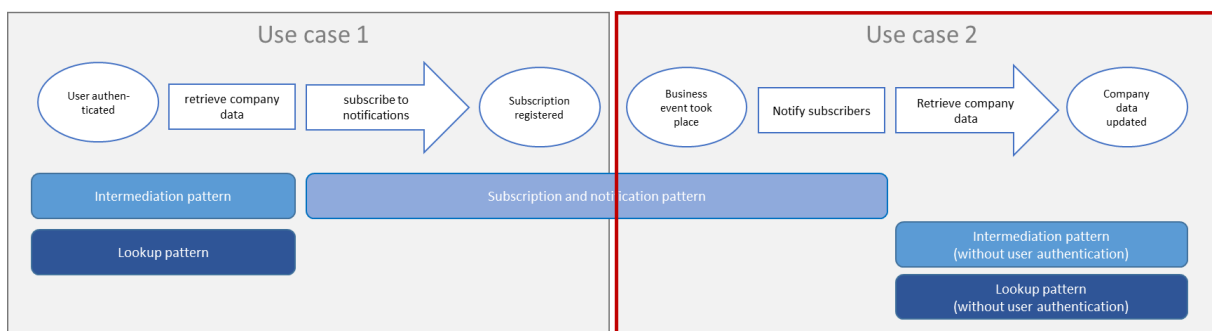 Use case 1
Use case 2
User authen-
ticated
retrieve company
data
subscribe to
notifications
Subscription
registered
Business
event took
place
Notify subscribers
Retrieve company
data
Company
data
updated
Intermediation pattern
Subscription and notification pattern
Lookup pattern
Intermediation pattern
(without user authentication)
Lookup pattern
(without user authentication)